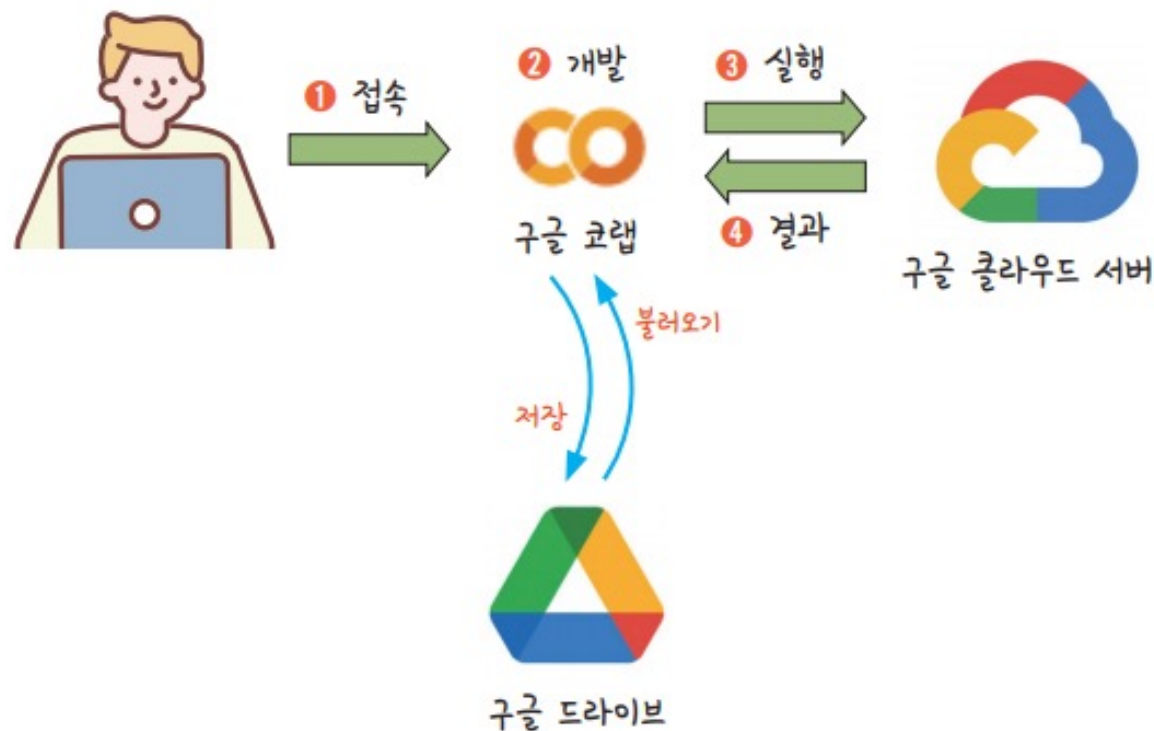 ❶ 접속
❷ 개발
구글 코랩
❸ 실행
❹ 결과
구글 클라우드 서버
불러오기
저장
구글 드라이브